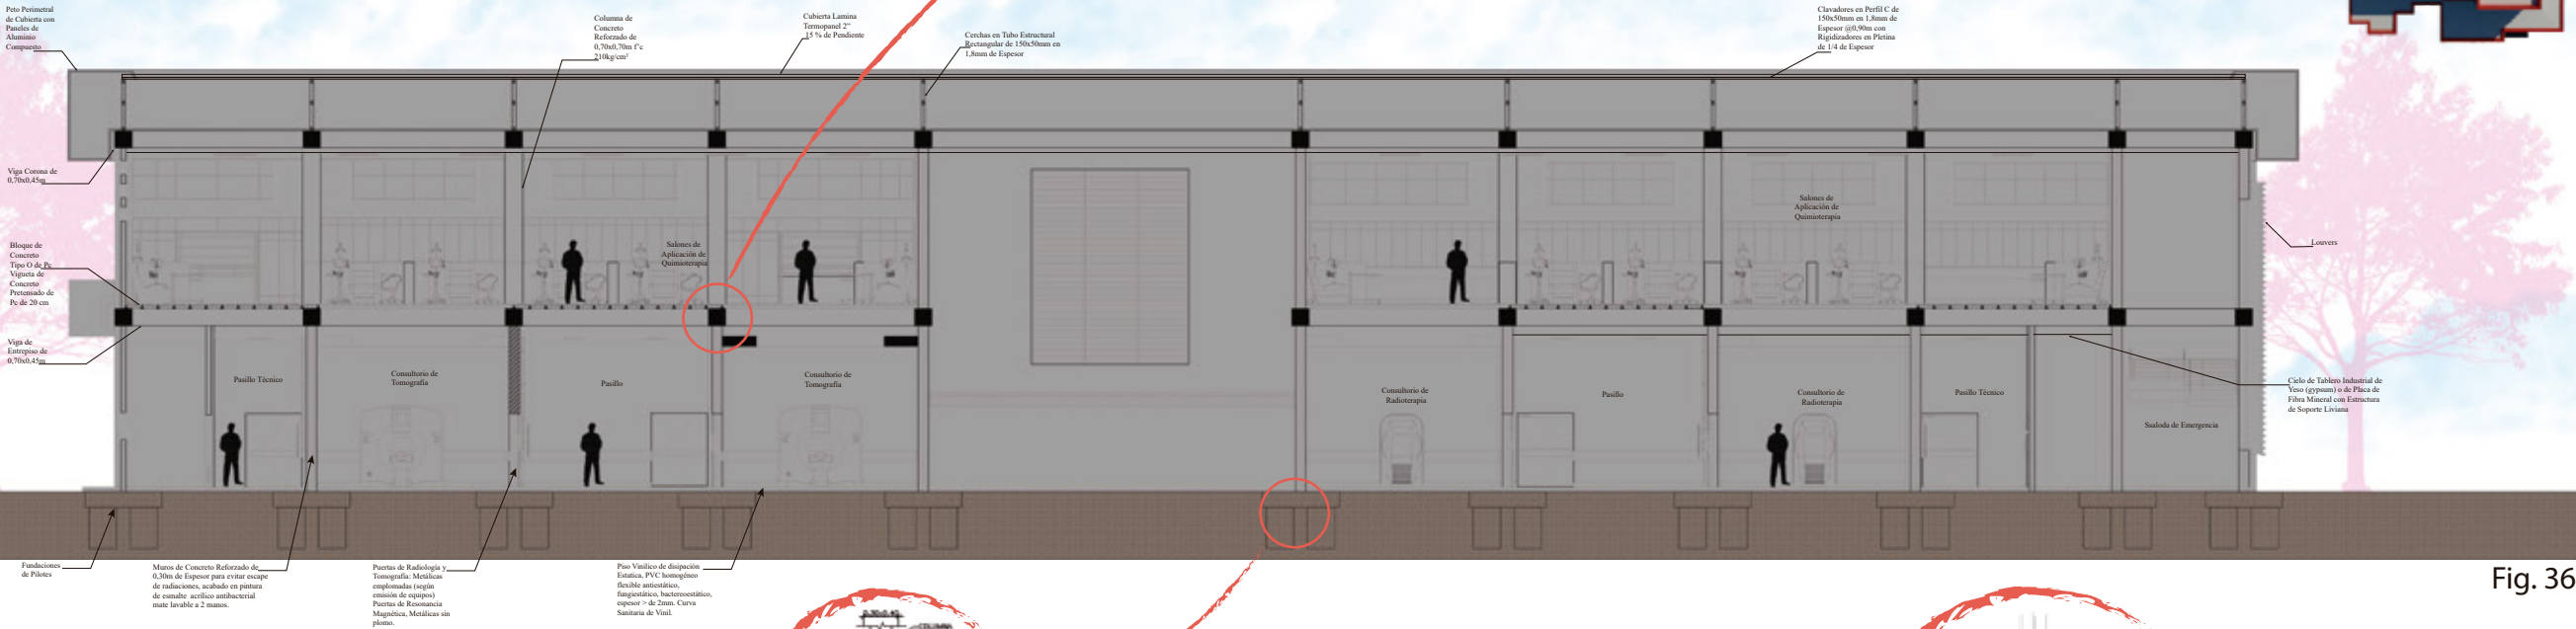 Peto Perimetral
de Cubierta con
Paneles de
Aluminio
Compuesto
Columna de
Concreto
Reforzado de
0,70x0,70m f'c
210kg/cm²
Cubierta Lamina
Termopanel 2"
15 % de Pendiente
Cerchas en Tubo Estructural
Rectangular de 150x50mm en
1,8mm de Espesor
Clavadores en Perfil C de
150x50mm en 1,8mm de
Espesor @0,90m con
Rigidizadores en Pletina
de 1/4 de Espesor
Viga Corona de
0,70x0,45m
Bloque de
Concreto
Tipo O de Pc
Vigueta de
Concreto
Pretensado de
Pc de 20 cm
Viga de
Entrepiso de
0,70x0,45m
Salones de
Aplicación de
Quimioterapia
Salones de
Aplicación de
Quimioterapia
Louvers
Pasillo Técnico
Consultorio de
Tomografía
Pasillo
Consultorio de
Tomografía
Consultorio de
Radioterapia
Pasillo
Consultorio de
Radioterapia
Pasillo Técnico
Ssaloda de Emergencia
Cielo de Tablero Industrial de
Yeso (gypsum) o de Placa de
Fibra Mineral con Estructura
de Soporte Liviana
Fundaciones
de Pilotes
Muros de Concreto Reforzado de
0,30m de Espesor para evitar escape
de radiaciones, acabado en pintura
de esmalte acrílico antibacterial
mate lavable a 2 manos.
Puertas de Radiología y
Tomografía: Metálicas
emplomadas (según
emisión de equipos)
Puertas de Resonancia
Magnética, Metálicas sin
plomo.
Piso Vinilico de disipación
Estatica, PVC homogéneo
flexible antiestático,
fungiestático, bactereoestático,
espesor > de 2mm. Curva
Sanitaria de Vinil.
Fig. 36